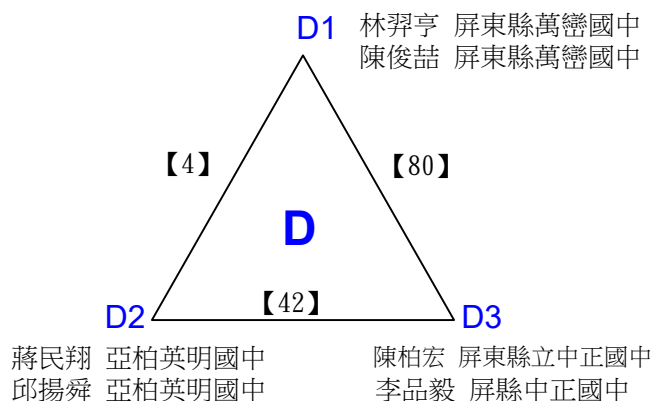 D1 林羿亨 屏東縣萬巒國中
陳俊喆 屏東縣萬巒國中
【4】 【80】
D
【42】
D2 D3
蔣民翔 亞柏英明國中 陳柏宏 屏東縣立中正國中
邱揚舜 亞柏英明國中 李品毅 屏縣中正國中